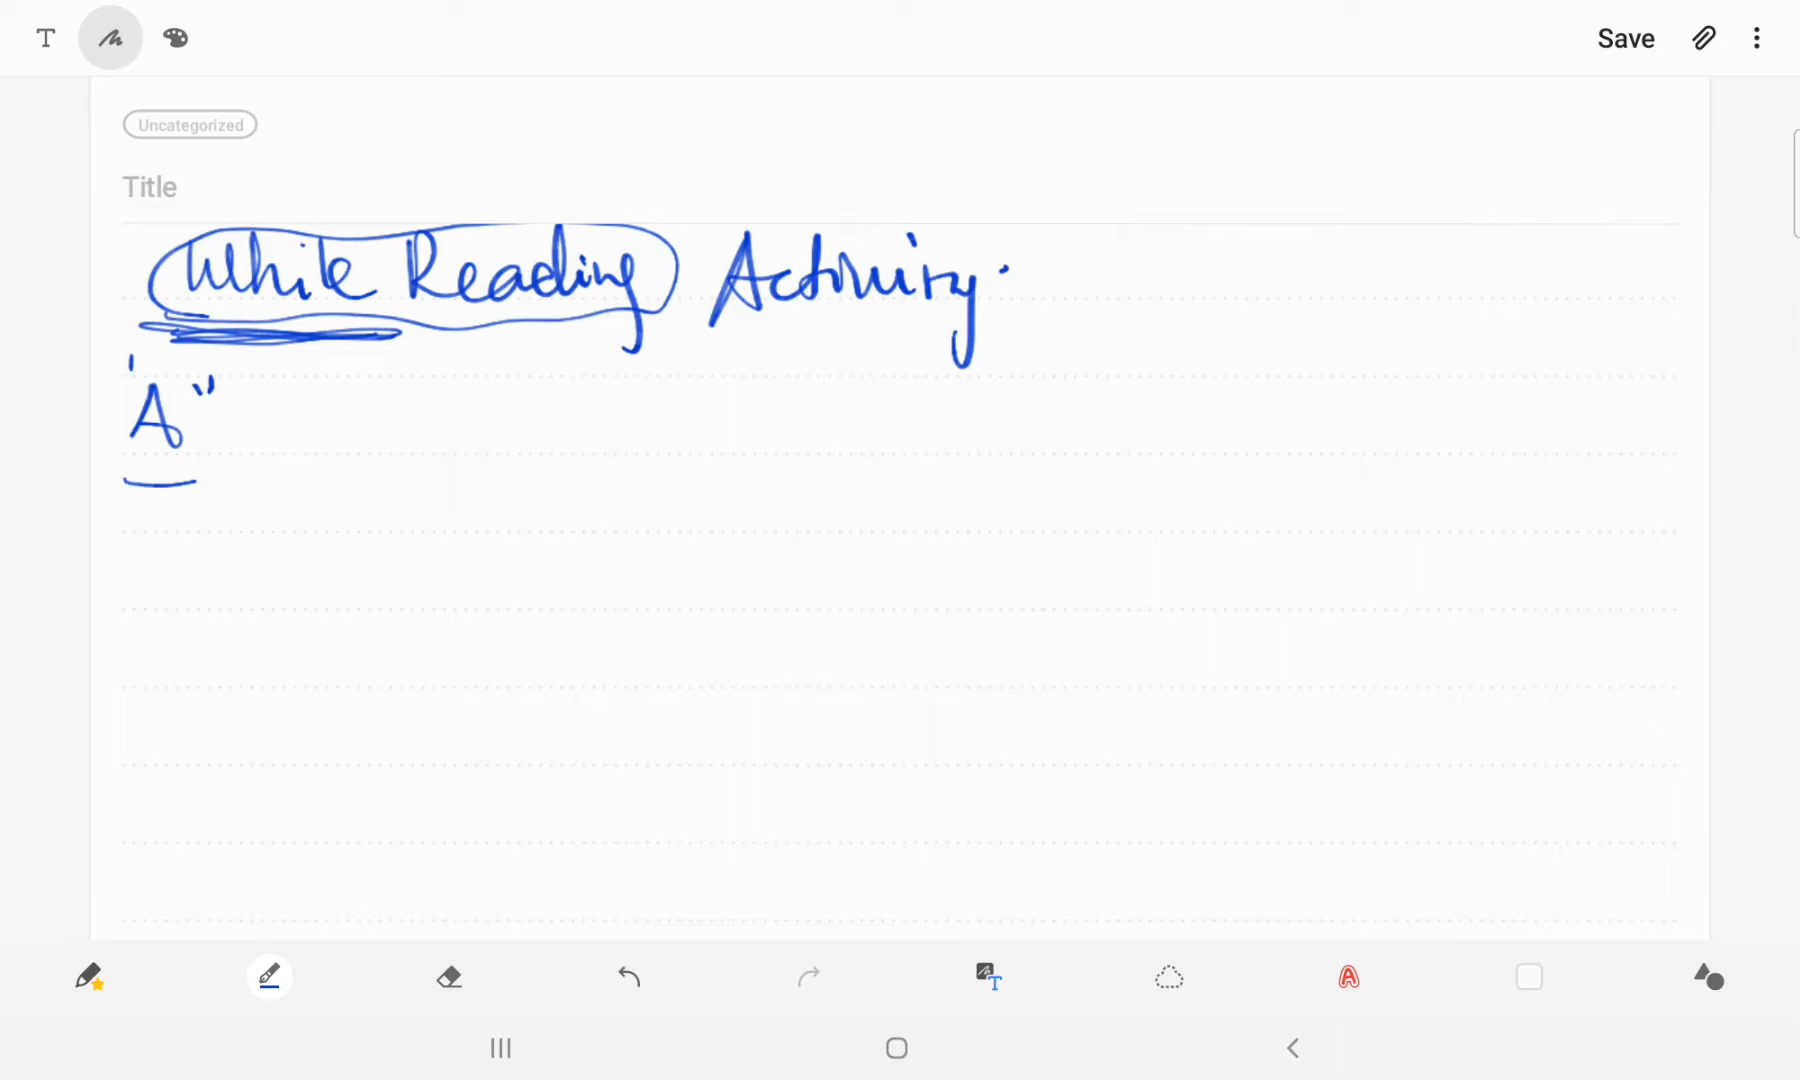 T Save
Uncategorized
Title
While Reading Activity.
'A"